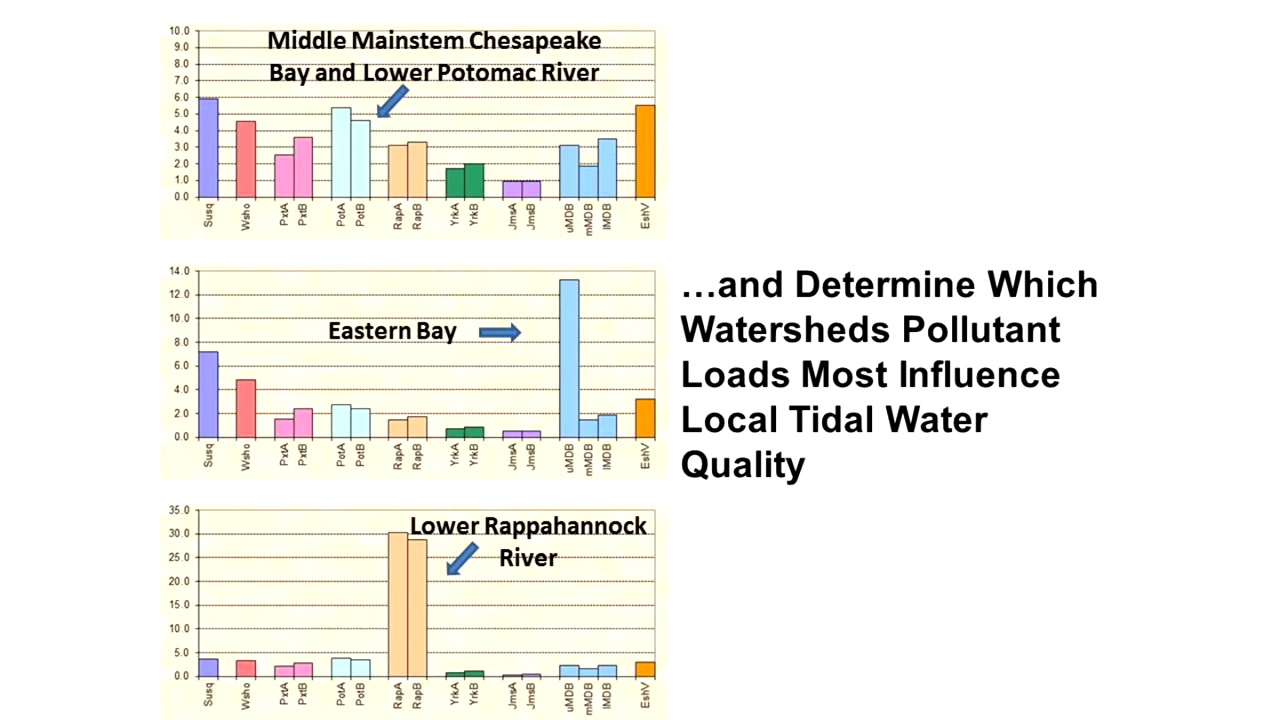 10.0
9.0
8.0
7.0
6.0
5.0
4.0
3.0
2.0
1.0
0.0
Middle Mainstem Chesapeake
Bay and Lower Potomac River
Susq Wsho PxtA PxtB PotA PotB RapA RapB YrkA YrkB JmsA JmsB uMDB mMDB lMDB EshV
14.0
12.0
10.0
8.0
6.0
4.0
2.0
0.0
Eastern Bay
Susq Wsho PxtA PxtB PotA PotB RapA RapB YrkA YrkB JmsA JmsB uMDB mMDB lMDB EshV
35.0
30.0
25.0
20.0
15.0
10.0
5.0
0.0
Lower Rappahannock
River
Susq Wsho PxtA PxtB PotA PotB RapA RapB YrkA YrkB JmsA JmsB uMDB mMDB lMDB EshV
…and Determine Which
Watersheds Pollutant
Loads Most Influence
Local Tidal Water
Quality